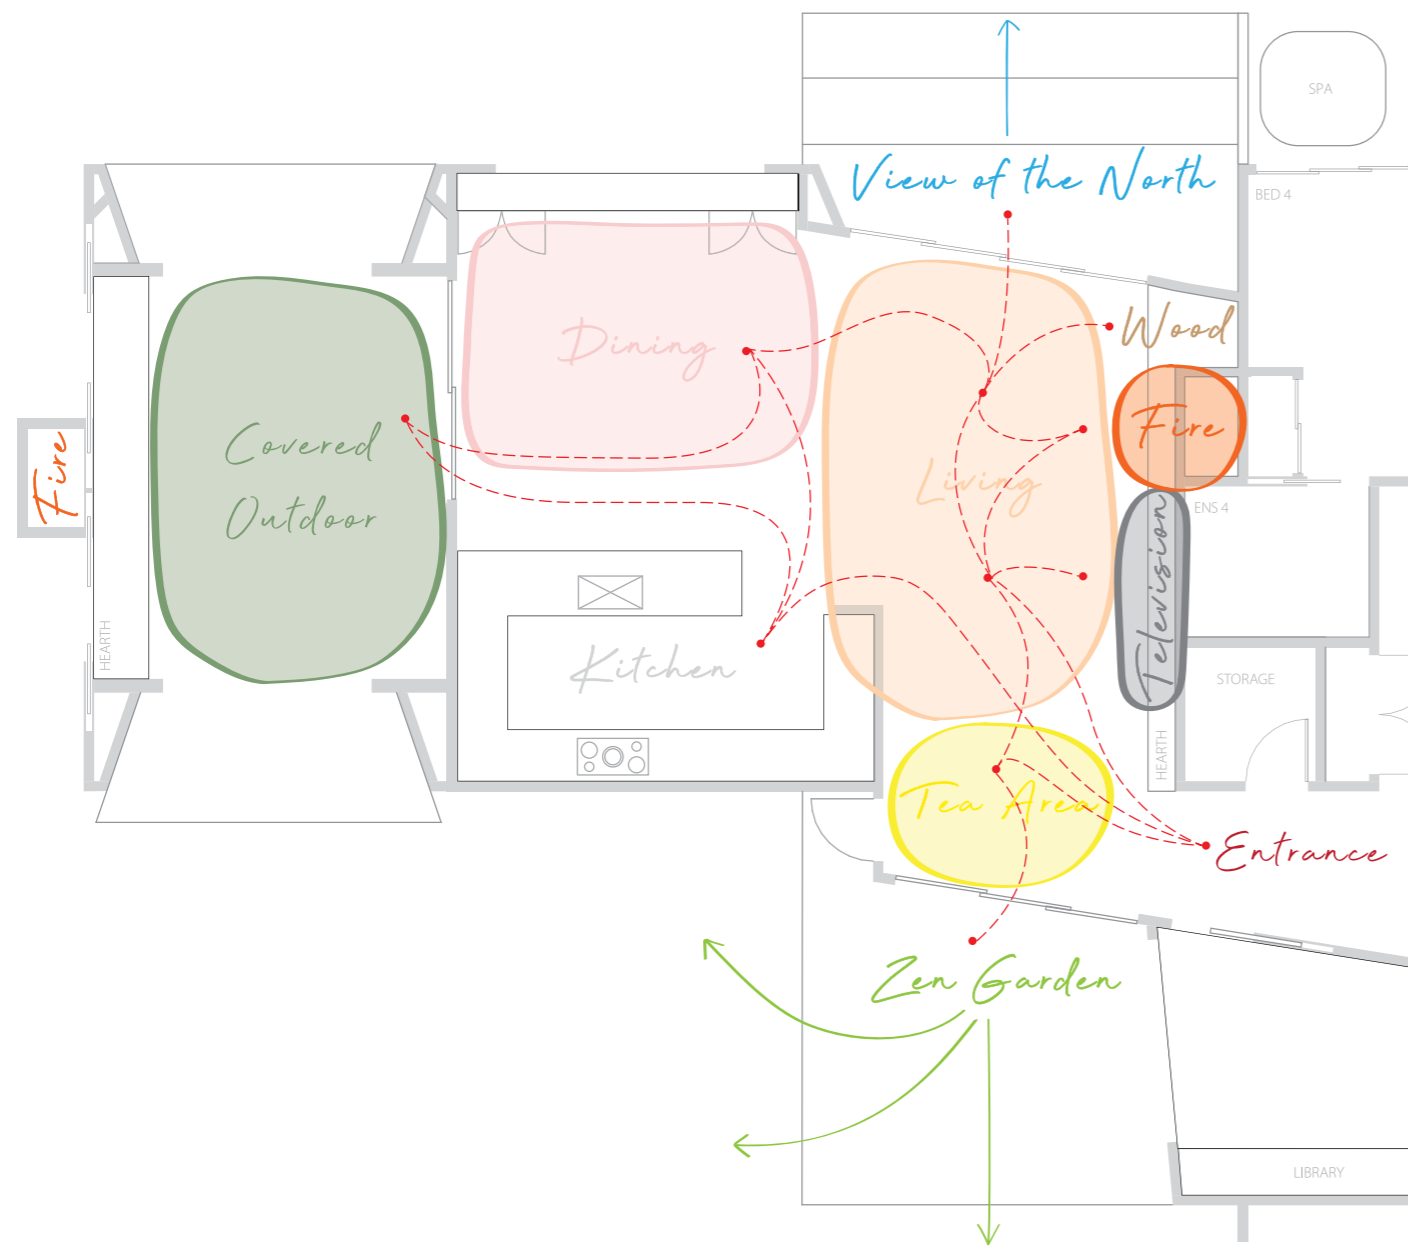 SPA
View of the North
BED 4
Wood
Dining
Fire
Covered
Outdoor
Fire
Living
ENS 4
Television
HEARTH
Kitchen
STORAGE
HEARTH
Tea Area
Entrance
Zen Garden
LIBRARY